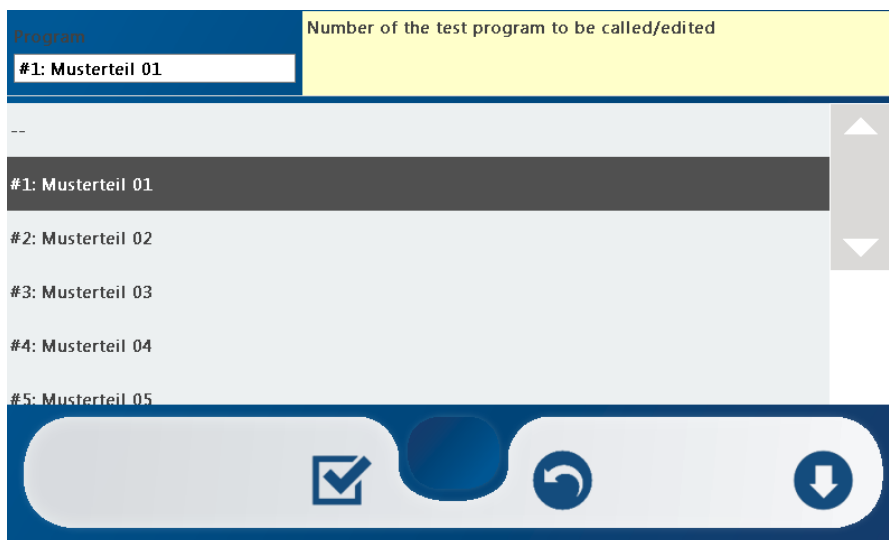 Program
Number of the test program to be called/edited
#1: Musterteil 01
--
#1: Musterteil 01
#2: Musterteil 02
#3: Musterteil 03
#4: Musterteil 04
#5: Musterteil 05